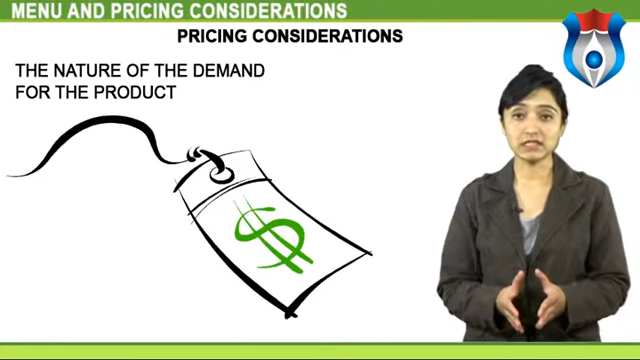 MENU AND PRICING CONSIDERATIONS
PRICING CONSIDERATIONS
THE NATURE OF THE DEMAND
FOR THE PRODUCT
$